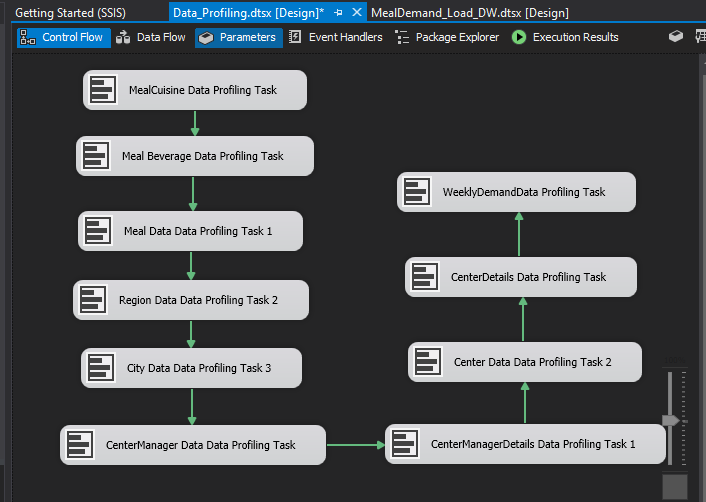 Getting Started (SSIS)
Data_Profiling.dtsx [Design]*
MealDemand_Load_DW.dtsx [Design]
Control Flow
Data Flow
Parameters
Event Handlers
Package Explorer
Execution Results
MealCuisine Data Profiling Task
Meal Beverage Data Profiling Task
Meal Data Data Profiling Task 1
Region Data Data Profiling Task 2
City Data Data Profiling Task 3
CenterManager Data Data Profiling Task
CenterManagerDetails Data Profiling Task 1
Center Data Data Profiling Task 2
CenterDetails Data Profiling Task
WeeklyDemandData Profiling Task